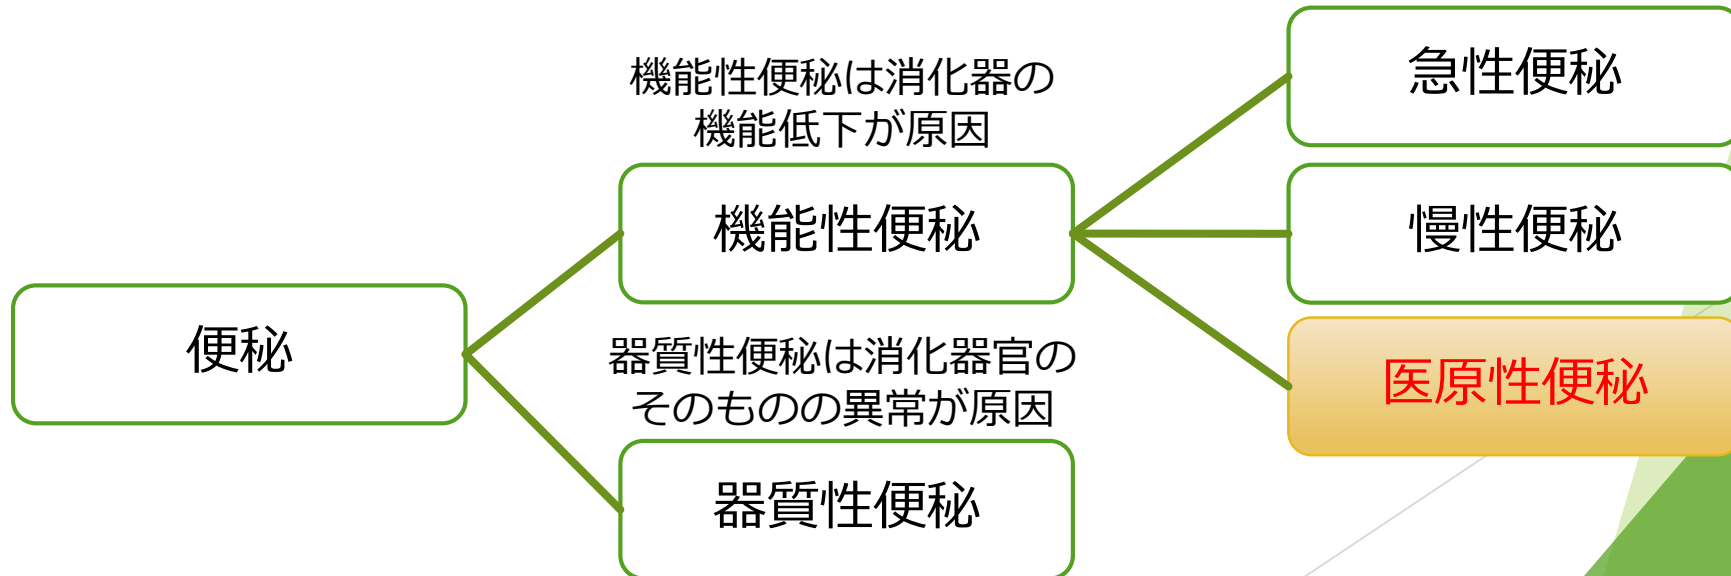 便秘
機能性便秘は消化器の
機能低下が原因
機能性便秘
器質性便秘は消化器官の
そのものの異常が原因
器質性便秘
急性便秘
慢性便秘
医原性便秘